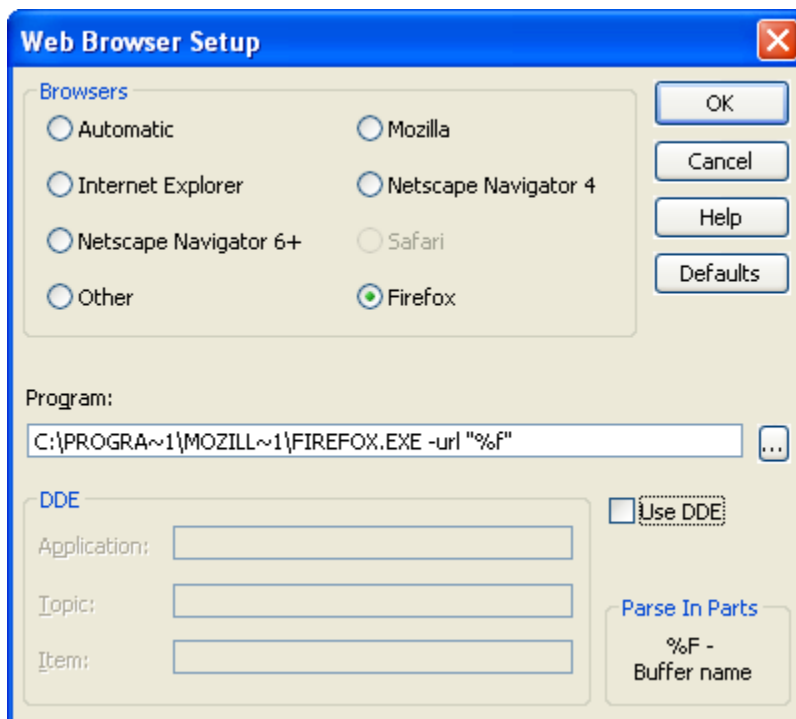 Web Browser Setup
Browsers
Automatic
Mozilla
Internet Explorer
Netscape Navigator 4
Netscape Navigator 6+
Safari
Other
Firefox
OK
Cancel
Help
Defaults
Program:
C:\PROGRA~1\MOZILL~1\FIREFOX.EXE -url "%f"
...
DDE
Application:
Topic:
Item:
Use DDE
Parse In Parts
%F -
Buffer name